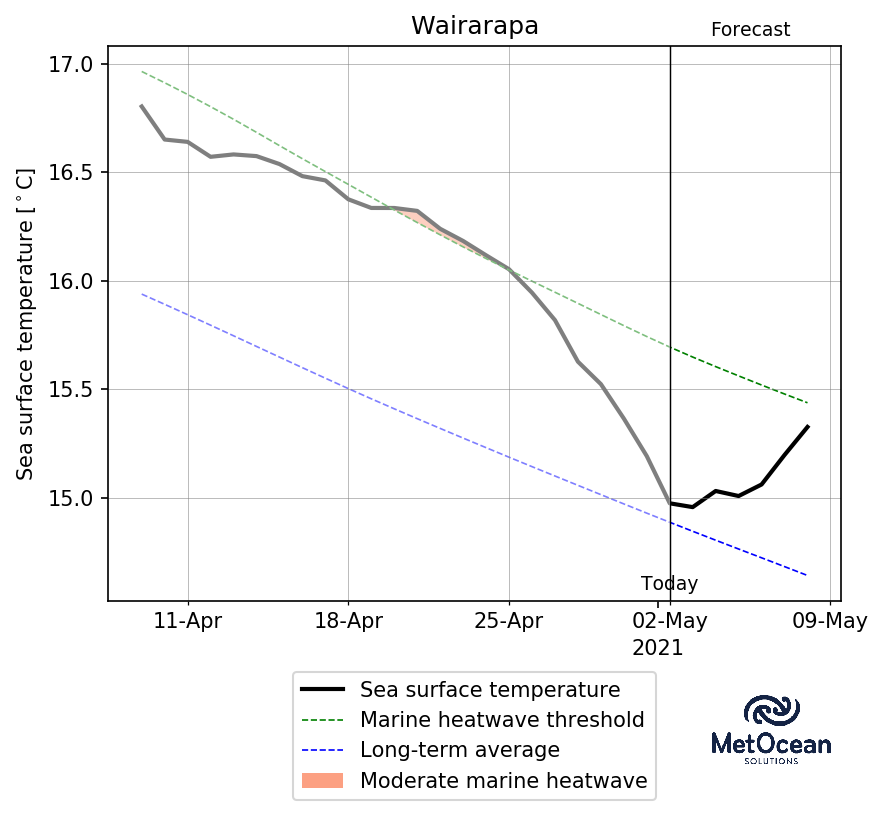 Wairarapa
Forecast
17.0
16.5
16.0
15.5
15.0
Sea surface temperature [°C]
Today
11-Apr 18-Apr 25-Apr 02-May 09-May
2021
Sea surface temperature
Marine heatwave threshold
Long-term average
Moderate marine heatwave
MetOcean
SOLUTIONS